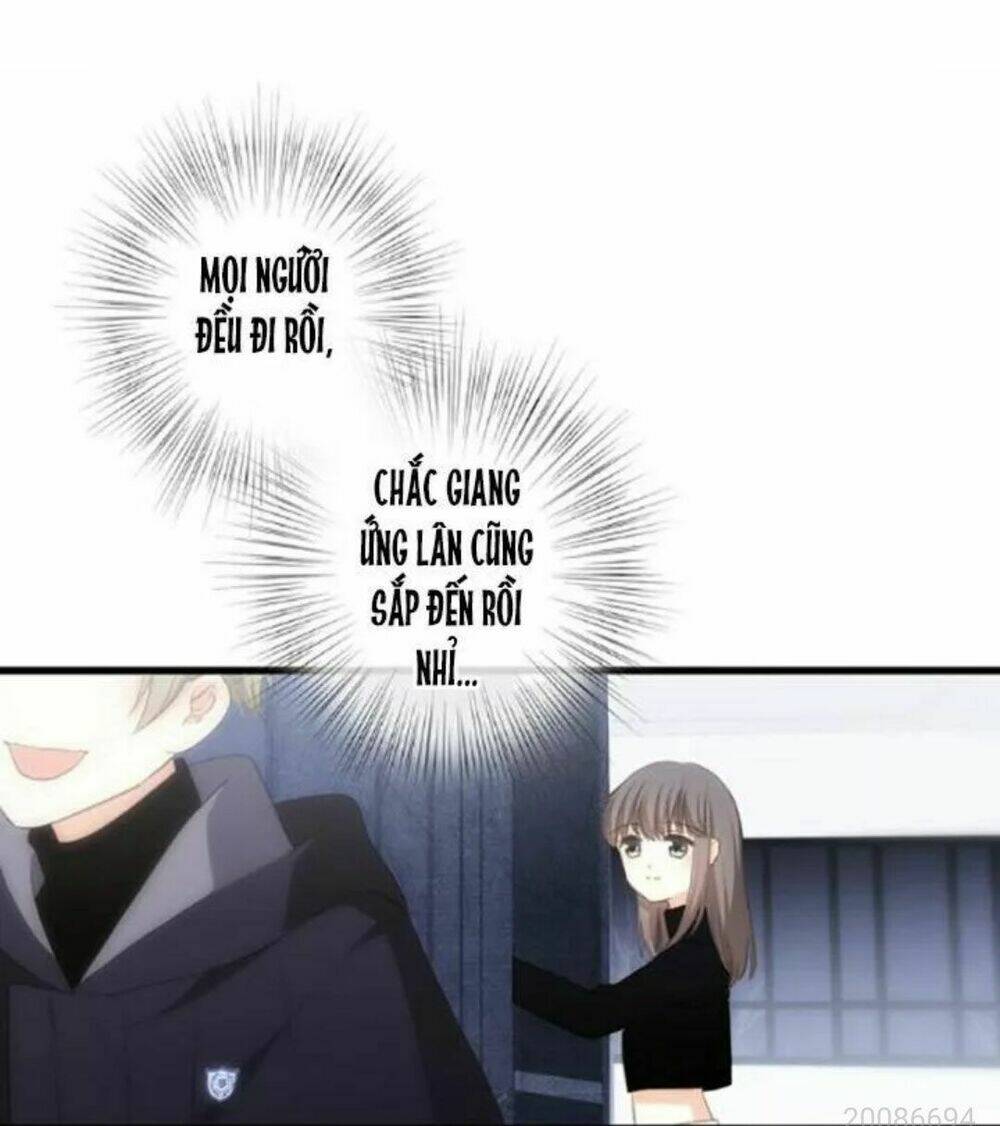 MỌI NGƯỜI
ĐỀU ĐI RỒI,
CHẮC GIANG
ỨNG LÂN CŨNG
SẮP ĐẾN RỒI
NHỈ...
20086694